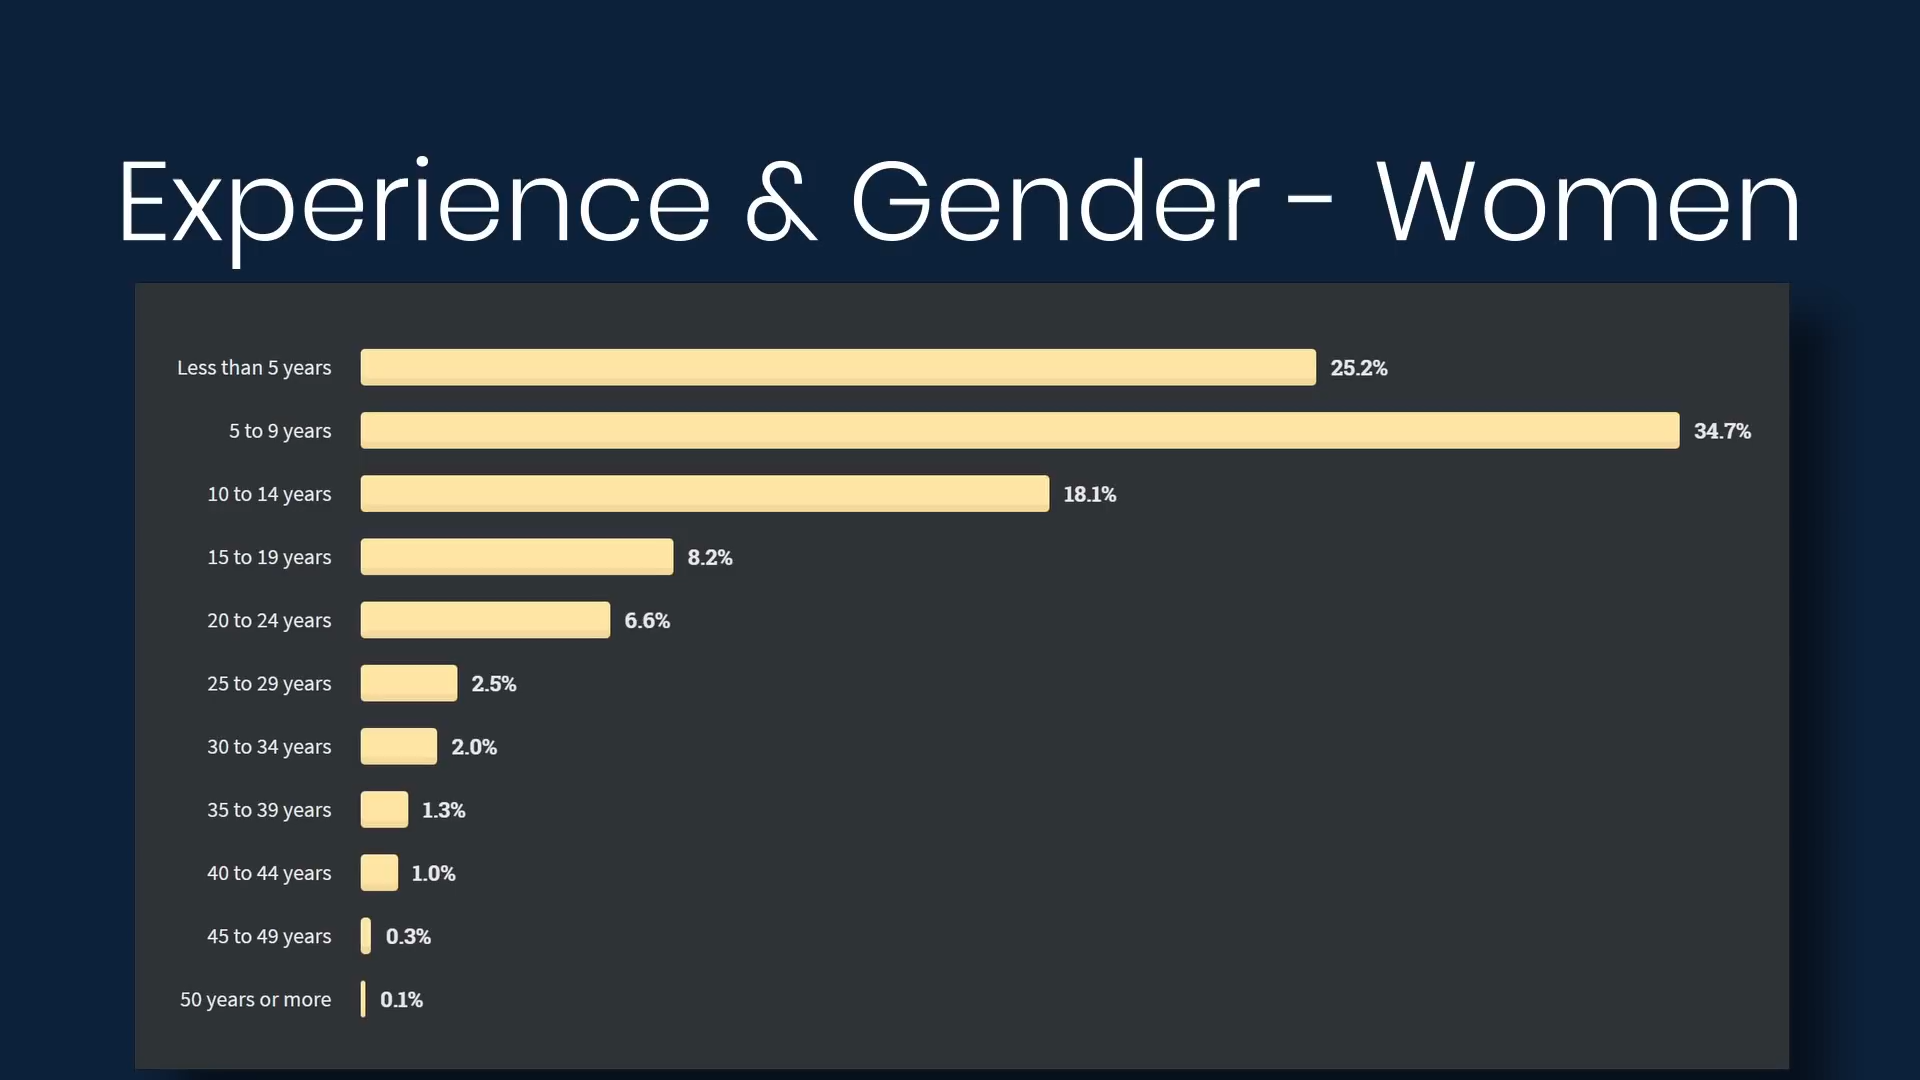 Experience & Gender - Women
Less than 5 years 25.2%
5 to 9 years 34.7%
10 to 14 years 18.1%
15 to 19 years 8.2%
20 to 24 years 6.6%
25 to 29 years 2.5%
30 to 34 years 2.0%
35 to 39 years 1.3%
40 to 44 years 1.0%
45 to 49 years 0.3%
50 years or more 0.1%